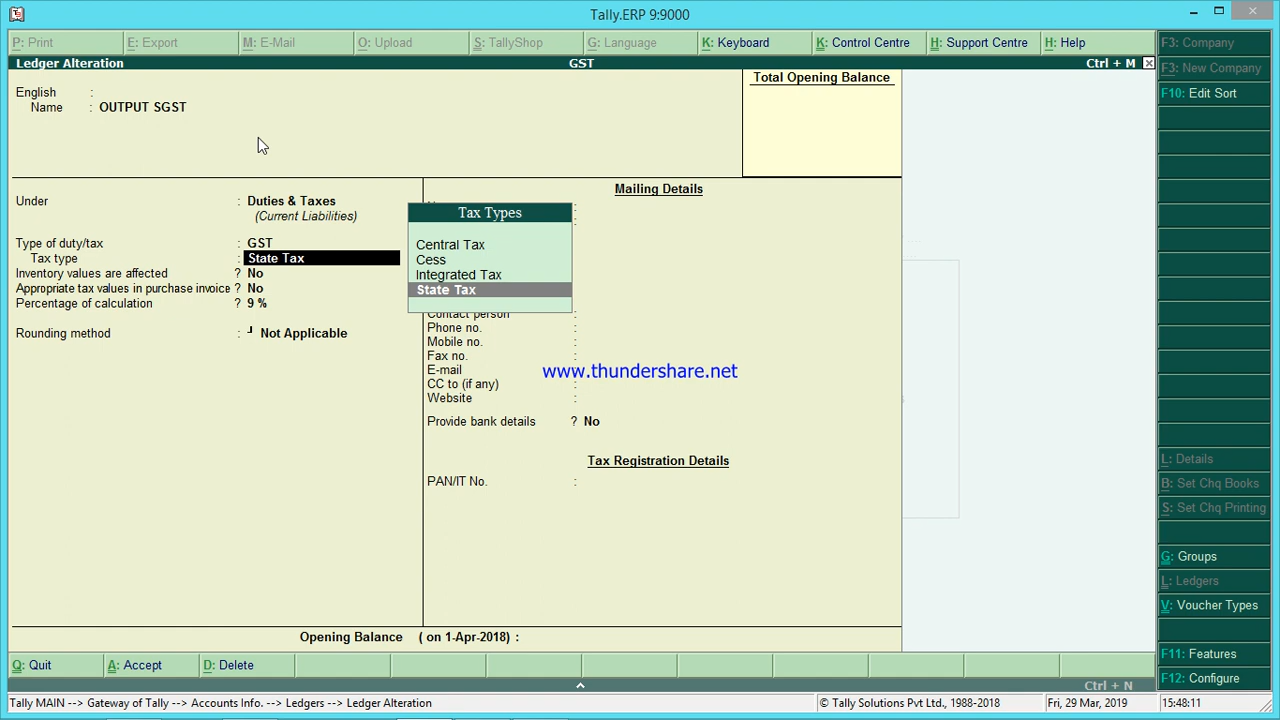 Tally.ERP 9:9000
P: Print E: Export M: E-Mail O: Upload S: TallyShop G: Language K: Keyboard K: Control Centre H: Support Centre H: Help
Ledger Alteration GST Ctrl + M
English :
Name : OUTPUT SGST
Total Opening Balance
Under : Duties & Taxes
(Current Liabilities)
Type of duty/tax : GST
Tax type : State Tax
Inventory values are affected ? No
Appropriate tax values in purchase invoice ? No
Percentage of calculation ? 9 %
Rounding method : ┘ Not Applicable
Tax Types
Central Tax
Cess
Integrated Tax
State Tax
Mailing Details
Contact person :
Phone no. :
Mobile no. :
Fax no. :
E-mail :
CC to (if any) :
Website :
www.thundershare.net
Provide bank details ? No
Tax Registration Details
PAN/IT No. :
Opening Balance ( on 1-Apr-2018) :
F3: Company
F3: New Company
F10: Edit Sort
L: Details
B: Set Chq Books
S: Set Chq Printing
G: Groups
L: Ledgers
V: Voucher Types
F11: Features
F12: Configure
Q: Quit A: Accept D: Delete
Ctrl + N
Tally MAIN --> Gateway of Tally --> Accounts Info. --> Ledgers --> Ledger Alteration © Tally Solutions Pvt Ltd., 1988-2018 Fri, 29 Mar, 2019 15:48:11